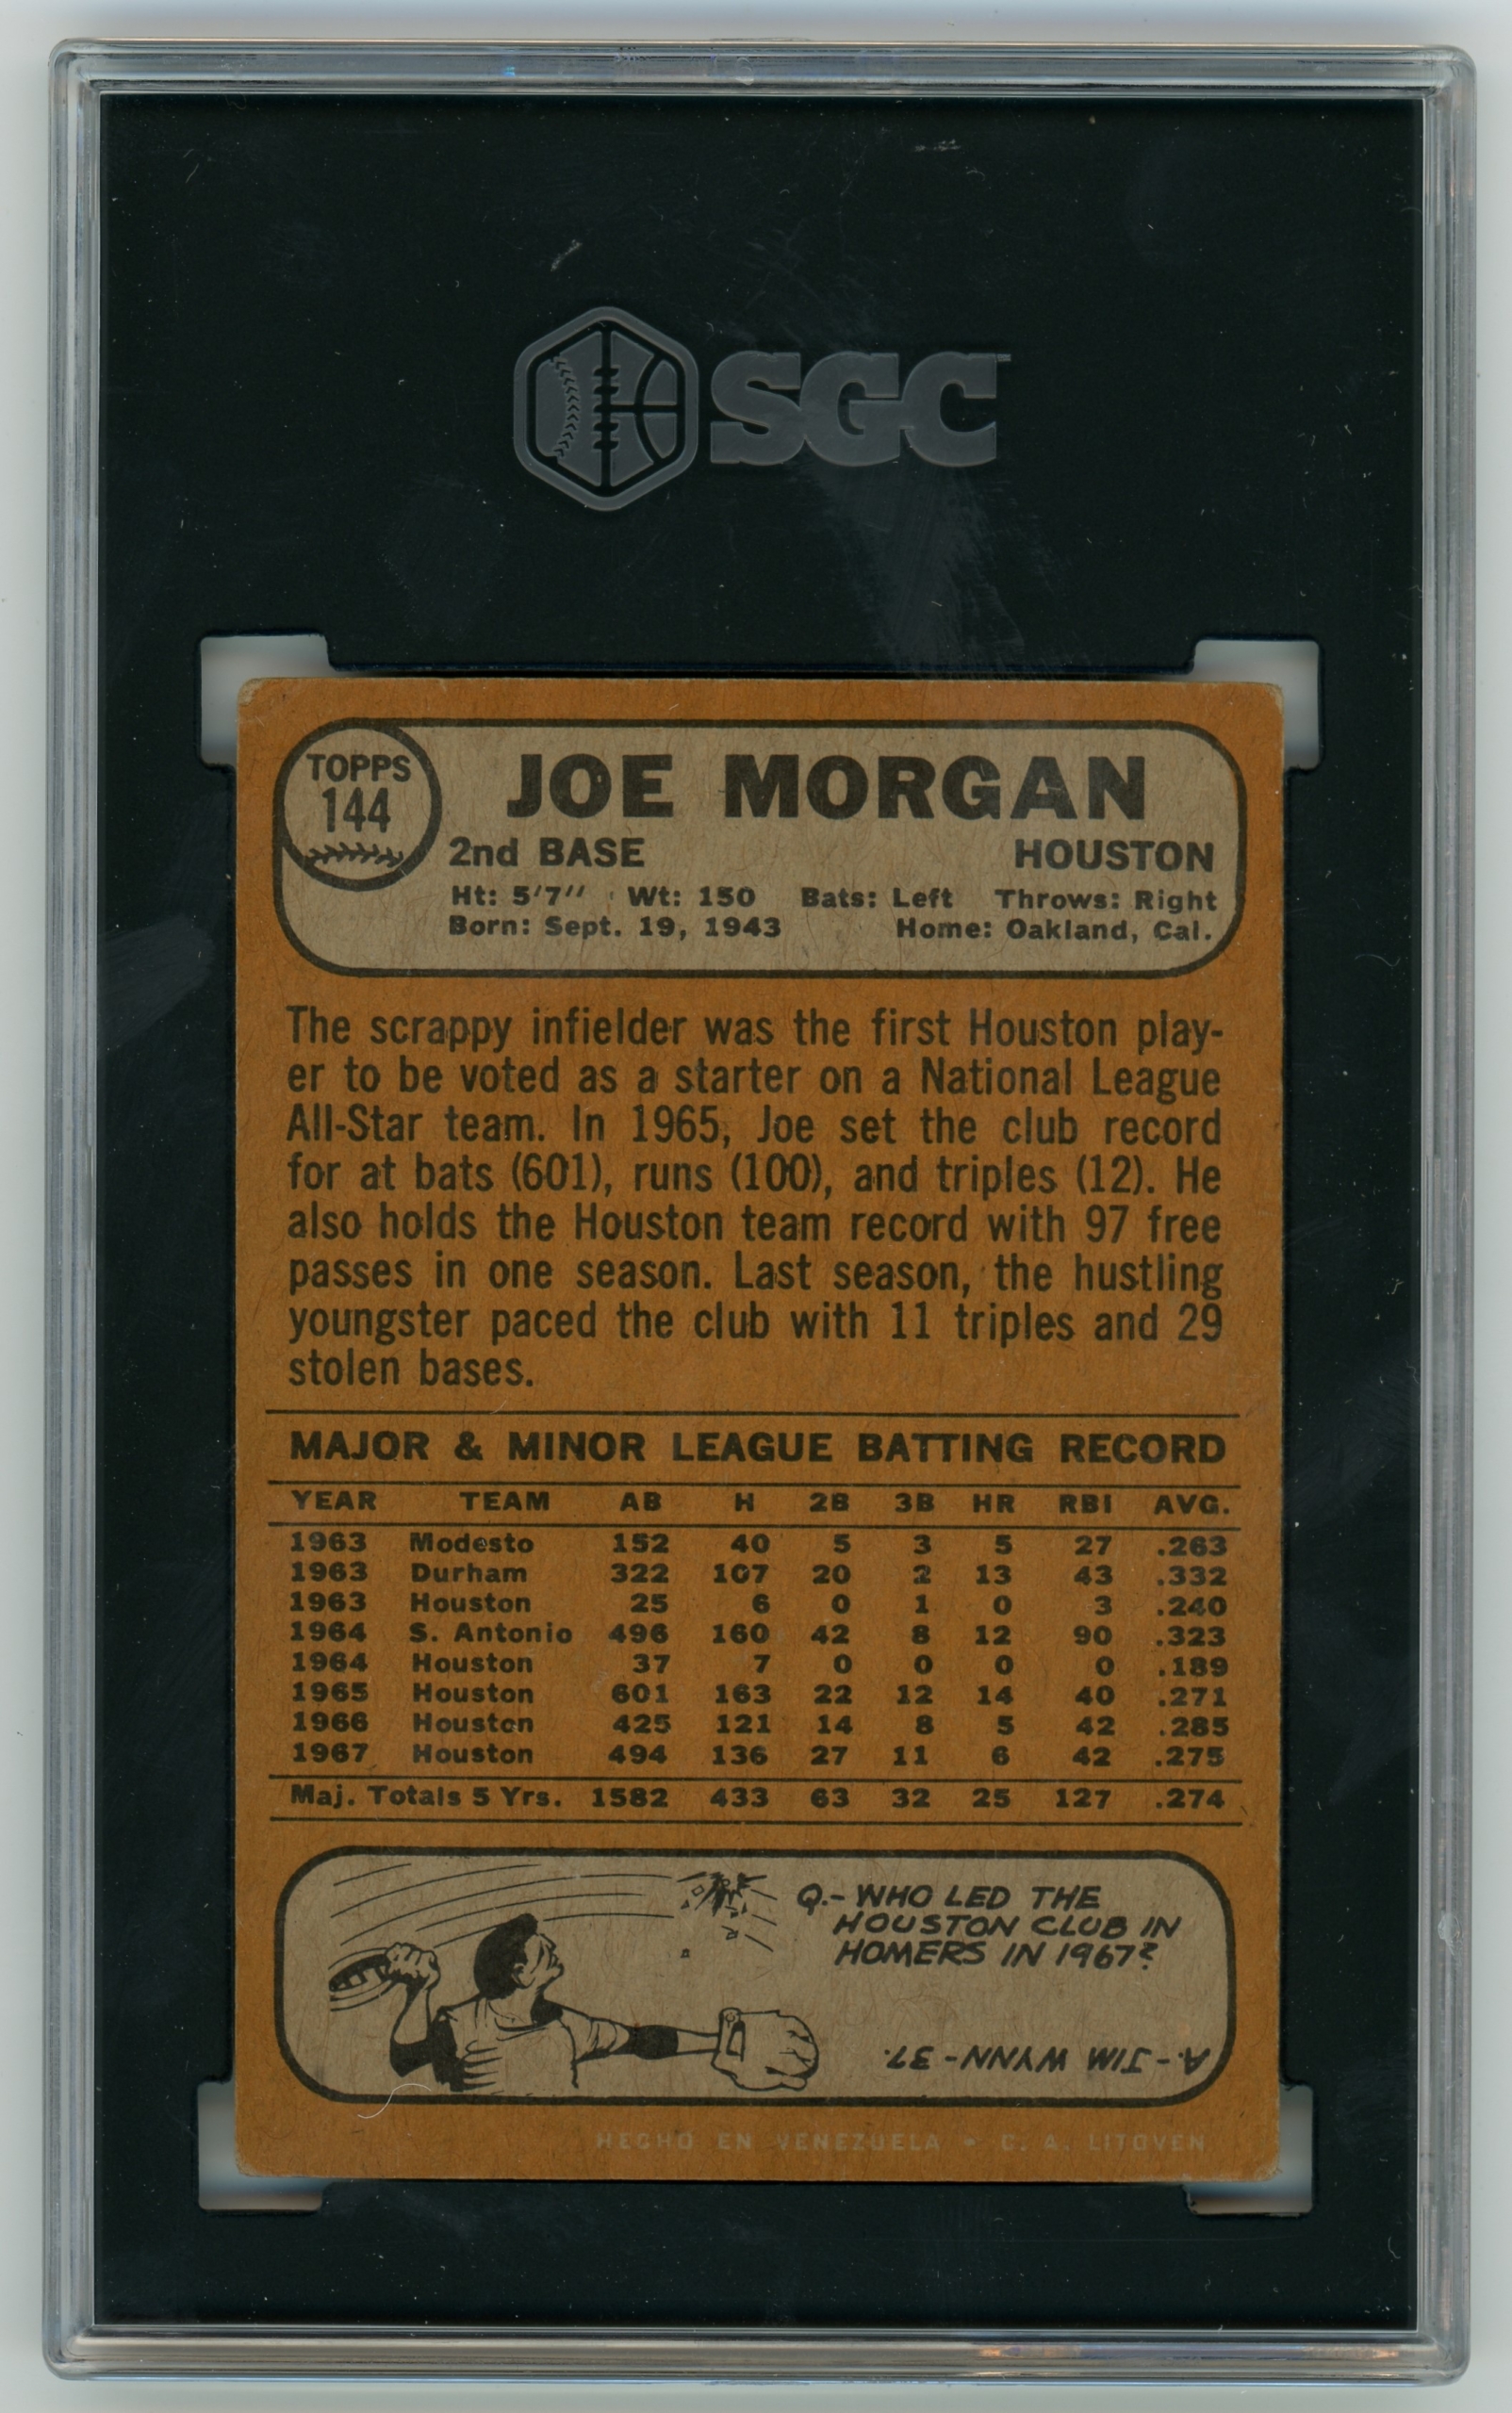 SGC
TOPPS
144
JOE MORGAN
2nd BASE HOUSTON
Ht: 5'7" Wt: 150 Bats: Left Throws: Right
Born: Sept. 19, 1943 Home: Oakland, Cal.
The scrappy infielder was the first Houston play-
er to be voted as a starter on a National League
All-Star team. In 1965, Joe set the club record
for at bats (601), runs (100), and triples (12). He
also holds the Houston team record with 97 free
passes in one season. Last season, the hustling
youngster paced the club with 11 triples and 29
stolen bases.
MAJOR & MINOR LEAGUE BATTING RECORD
YEAR TEAM AB H 2B 3B HR RBI AVG.
1963 Modesto 152 40 5 3 5 27 .263
1963 Durham 322 107 20 2 13 43 .332
1963 Houston 25 6 0 1 0 3 .240
1964 S. Antonio 496 160 42 8 12 90 .323
1964 Houston 37 7 0 0 0 0 .189
1965 Houston 601 163 22 12 14 40 .271
1966 Houston 425 121 14 8 5 42 .285
1967 Houston 494 136 27 11 6 42 .275
Maj. Totals 5 Yrs. 1582 433 63 32 25 127 .274
Q.- WHO LED THE
HOUSTON CLUB IN
HOMERS IN 1967?
A.- JIM WYNN - 37.
HECHO EN VENEZUELA - C. A. LITOVEN